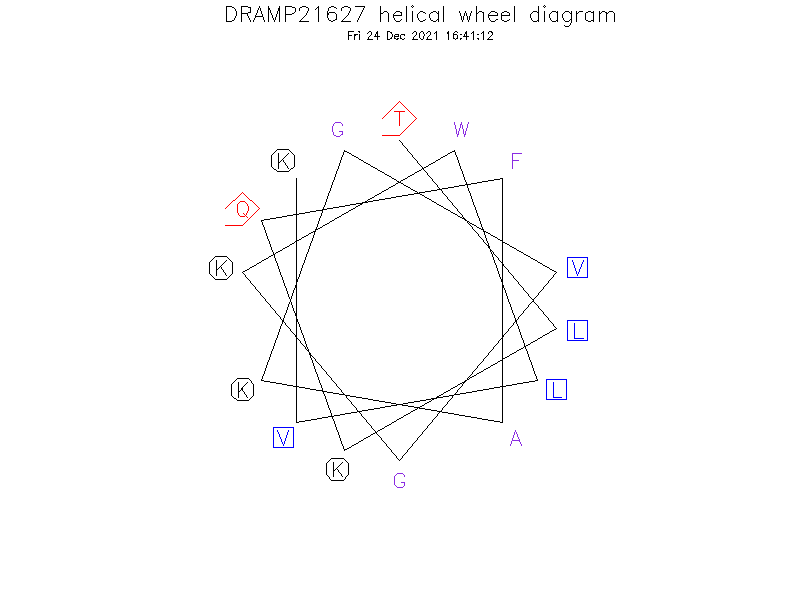 DRAMP21627 helical wheel diagram
Fri 24 Dec 2021 16:41:12
T
G
W
K
F
Q
K
V
L
K
L
V
A
K
G